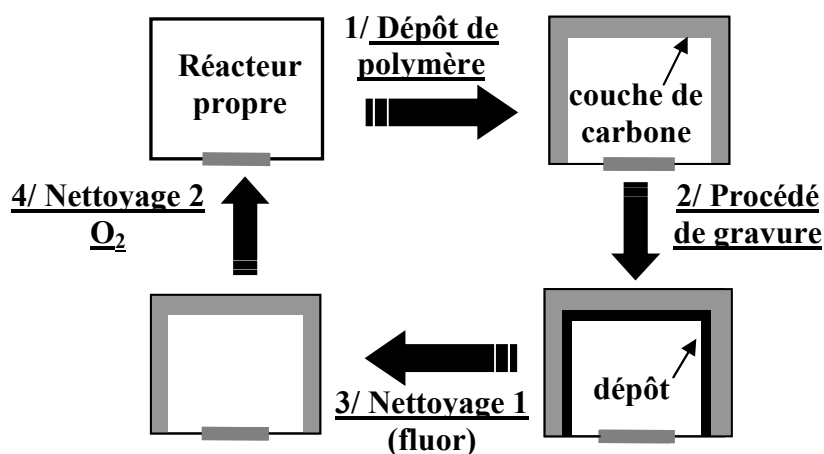 1/ Dépôt de
polymère
Réacteur
propre
couche de
carbone
2/ Procédé
de gravure
dépôt
3/ Nettoyage 1
(fluor)
4/ Nettoyage 2
O₂